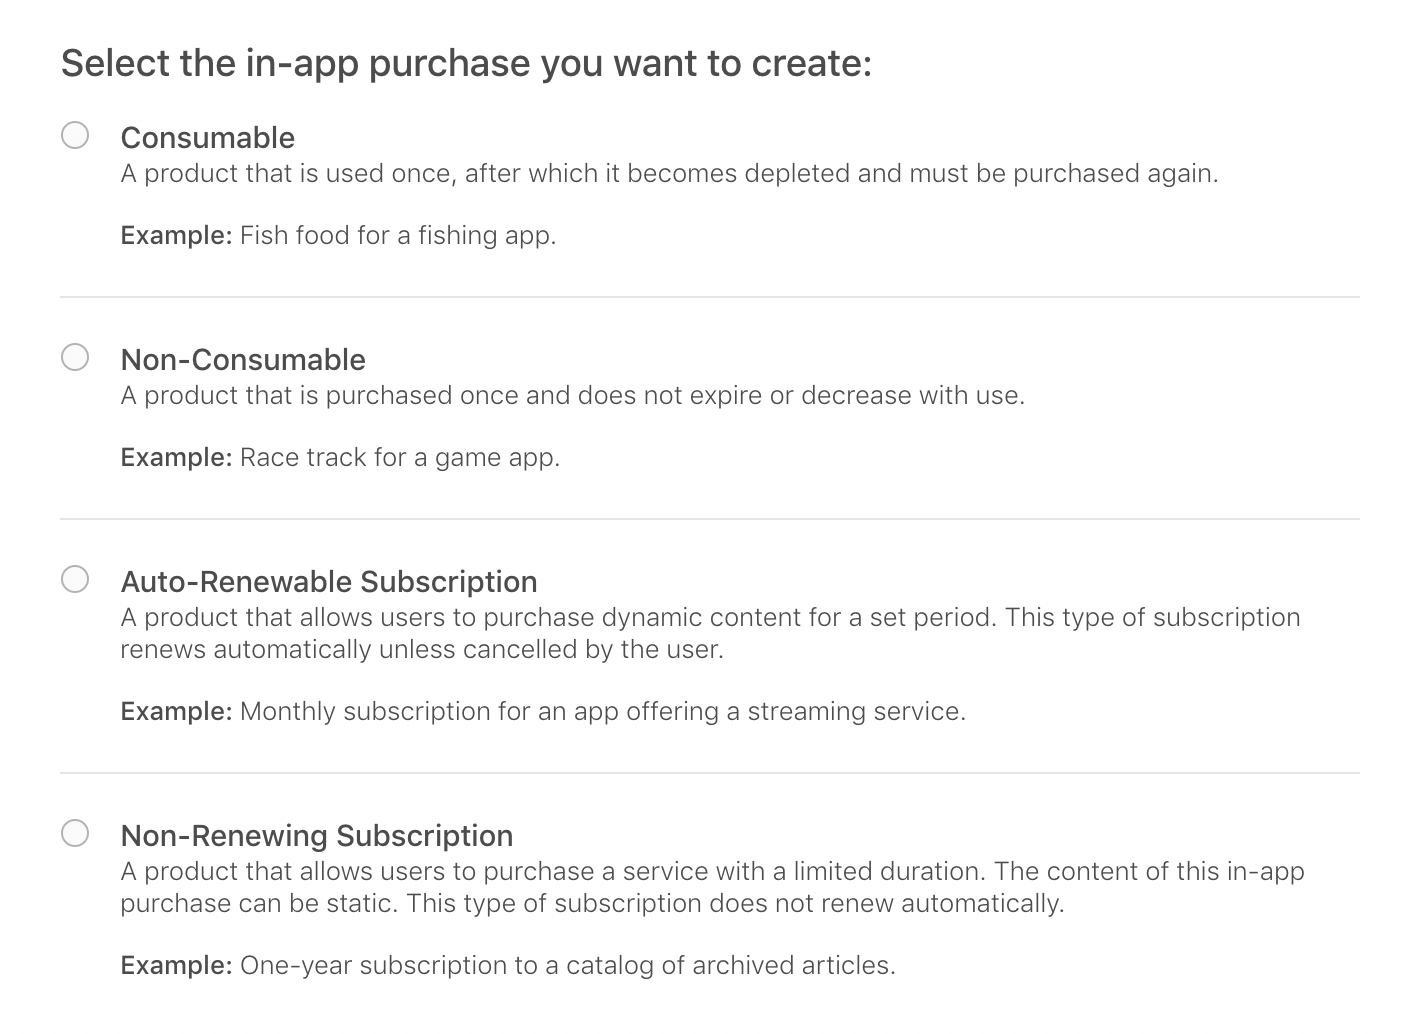 Select the in-app purchase you want to create:
Consumable
A product that is used once, after which it becomes depleted and must be purchased again.
Example: Fish food for a fishing app.
Non-Consumable
A product that is purchased once and does not expire or decrease with use.
Example: Race track for a game app.
Auto-Renewable Subscription
A product that allows users to purchase dynamic content for a set period. This type of subscription
renews automatically unless cancelled by the user.
Example: Monthly subscription for an app offering a streaming service.
Non-Renewing Subscription
A product that allows users to purchase a service with a limited duration. The content of this in-app
purchase can be static. This type of subscription does not renew automatically.
Example: One-year subscription to a catalog of archived articles.